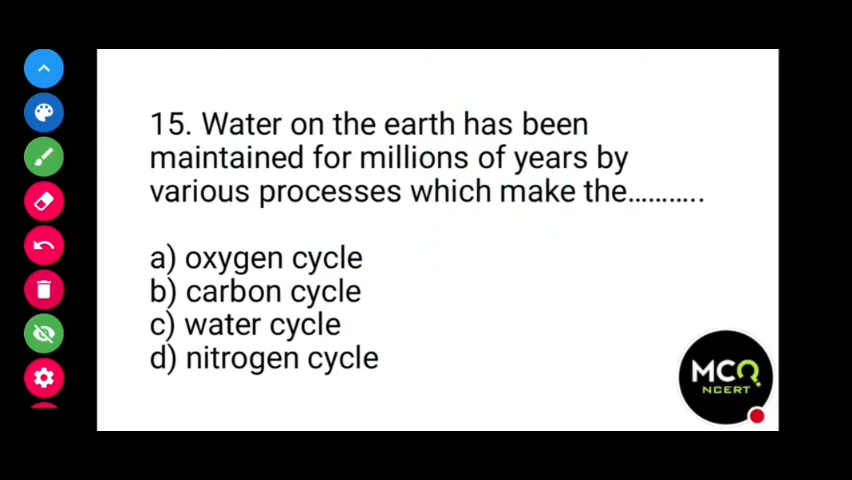 15. Water on the earth has been
maintained for millions of years by
various processes which make the...........
a) oxygen cycle
b) carbon cycle
c) water cycle
d) nitrogen cycle
MCQ
NCERT